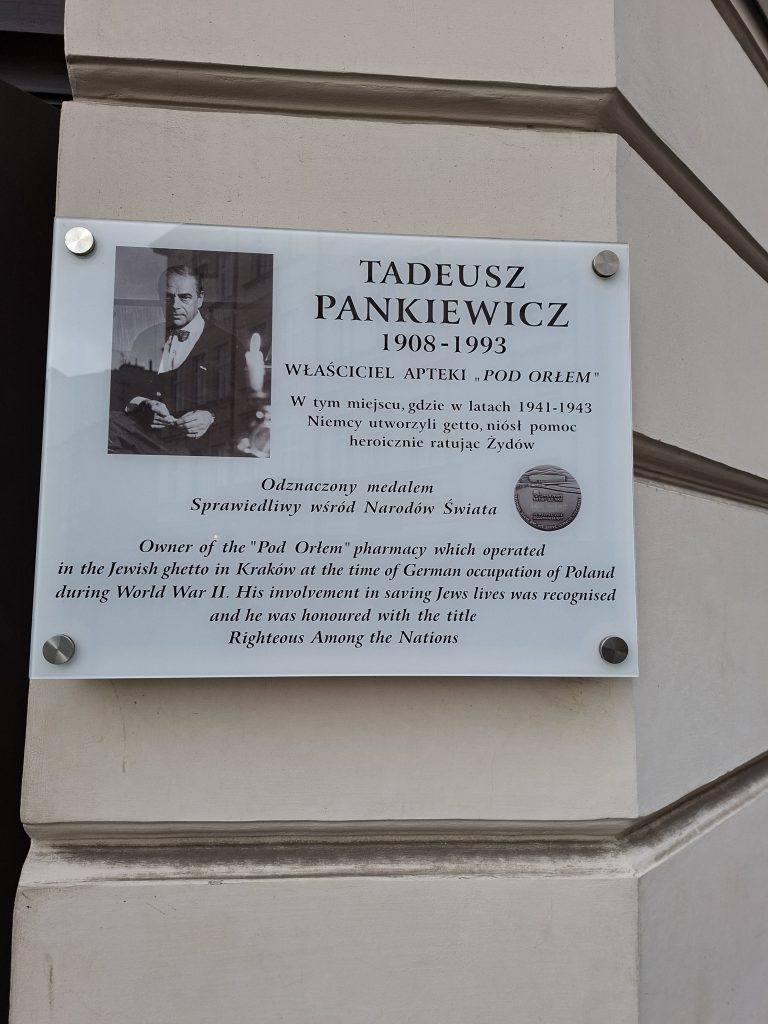 TADEUSZ
PANKIEWICZ
1908-1993
WŁAŚCICIEL APTEKI „POD ORŁEM"
W tym miejscu, gdzie w latach 1941-1943
Niemcy utworzyli getto, niósł pomoc
heroicznie ratując Żydów
Odznaczony medalem
Sprawiedliwy wśród Narodów Świata
Owner of the "Pod Orłem" pharmacy which operated
in the Jewish ghetto in Kraków at the time of German occupation of Poland
during World War II. His involvement in saving Jews lives was recognised
and he was honoured with the title
Righteous Among the Nations